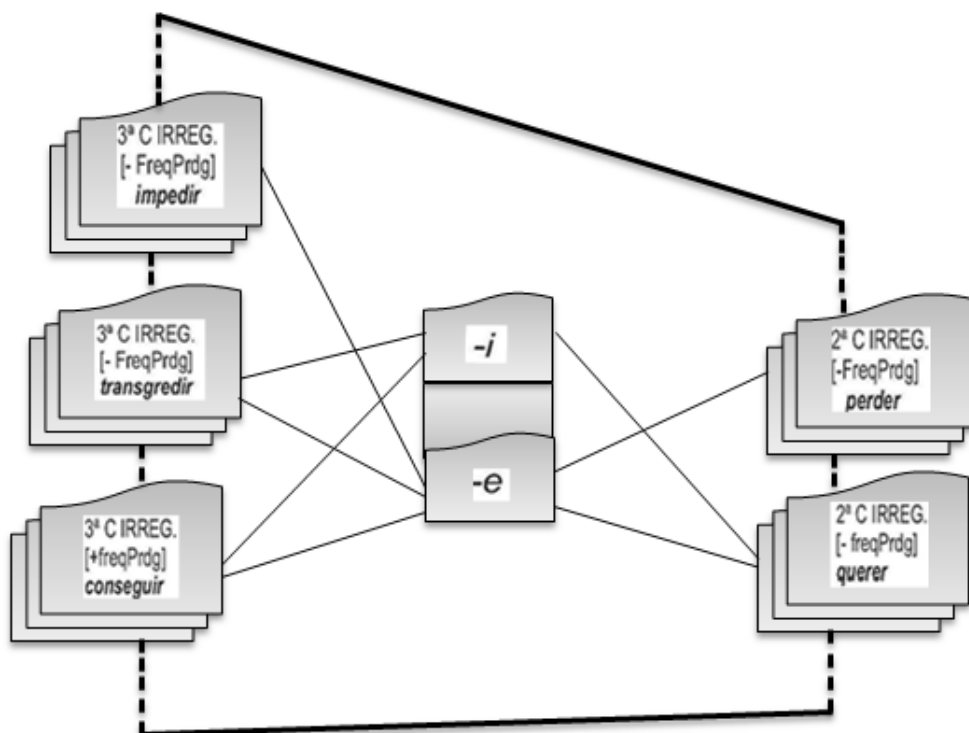 3ª C IRREG.
[- FreqPrdg]
impedir
3ª C IRREG.
[- FreqPrdg]
transgredir
3ª C IRREG.
[+freqPrdg]
conseguir
-i
-e
2ª C IRREG.
[-FreqPrdg]
perder
2ª C IRREG.
[- freqPrdg]
querer